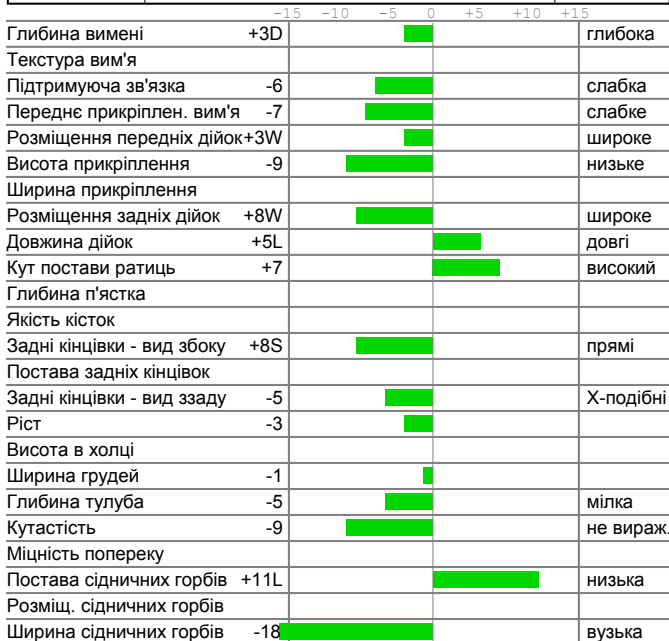 -15 -10 -5 0 +5 +10 +15
Глибина вимені +3D глибока
Текстура вим'я
Підтримуюча зв'язка -6 слабка
Переднє прикріплен. вим'я -7 слабке
Розміщення передніх дійок+3W широке
Висота прикріплення -9 низьке
Ширина прикріплення
Розміщення задніх дійок +8W широке
Довжина дійок +5L довгі
Кут постави ратиць +7 високий
Глибина п'ястка
Якість кісток
Задні кінцівки - вид збоку +8S прямі
Постава задніх кінцівок
Задні кінцівки - вид ззаду -5 Х-подібні
Ріст -3
Висота в холці
Ширина грудей -1
Глибина тулуба -5 мілка
Кутастість -9 не вираж.
Міцність попереку
Постава сідничних горбів +11L низька
Розміщ. сідничних горбів
Ширина сідничних горбів -18 вузька